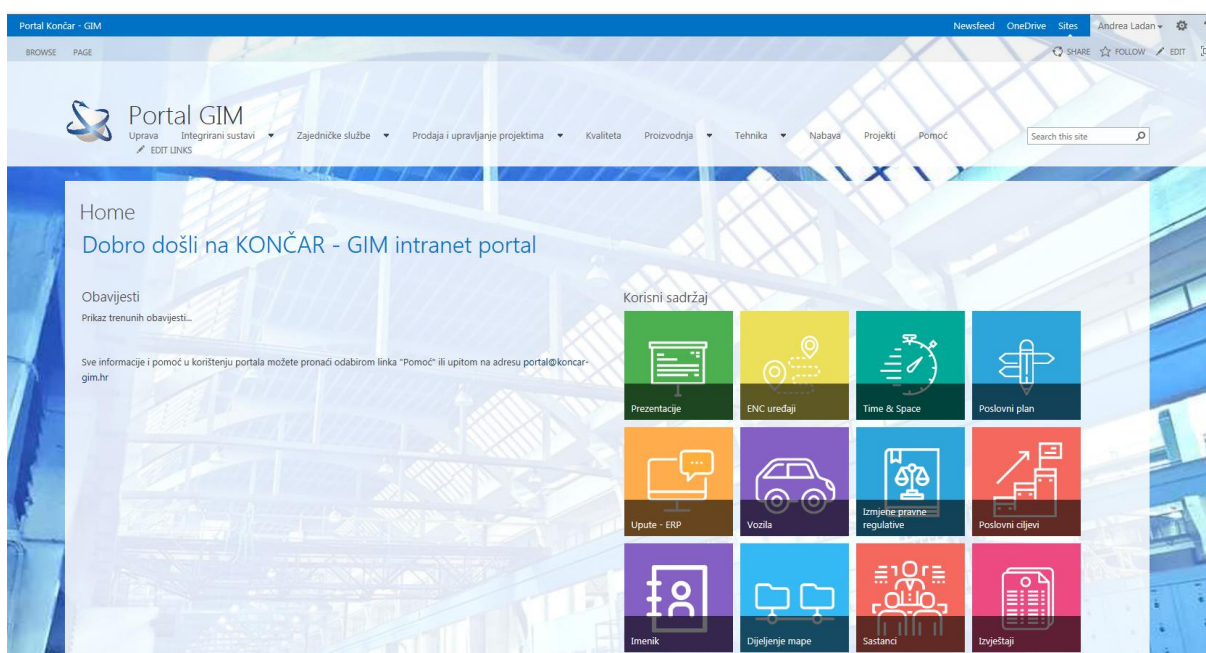 Portal Končar - GIM
Newsfeed OneDrive Sites Andrea Ladan
BROWSE PAGE
SHARE FOLLOW EDIT
Portal GIM
Uprava Integrirani sustavi Zajedničke službe Prodaja i upravljanje projektima Kvaliteta Proizvodnja Tehnika Nabava Projekti Pomoć
EDIT LINKS
Search this site
Home
Dobro došli na KONČAR - GIM intranet portal
Obavijesti
Prikaz trenunih obavijesti...
Sve informacije i pomoć u korištenju portala možete pronaći odabirom linka "Pomoć" ili upitom na adresu portal@koncar-
gim.hr
Korisni sadržaj
Prezentacije
ENC uređaji
Time & Space
Poslovni plan
Upute - ERP
Vozila
Izmjene pravne
regulative
Poslovni ciljevi
Imenik
Dijeljenje mape
Sastanci
Izvještaji